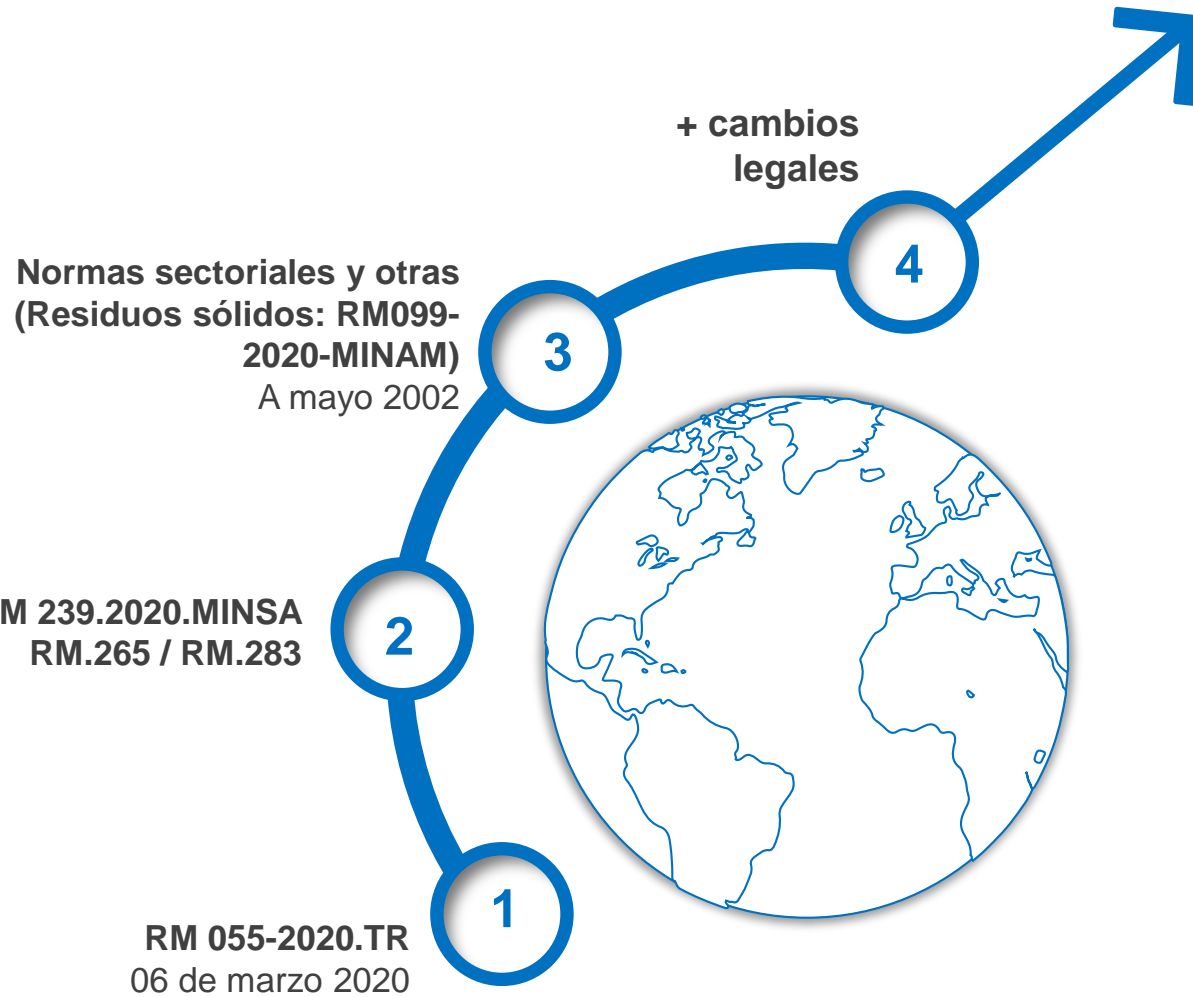 + cambios
legales
4
Normas sectoriales y otras
(Residuos sólidos: RM099-
2020-MINAM)
A mayo 2002
3
M 239.2020.MINSA
RM.265 / RM.283
2
1
RM 055-2020.TR
06 de marzo 2020